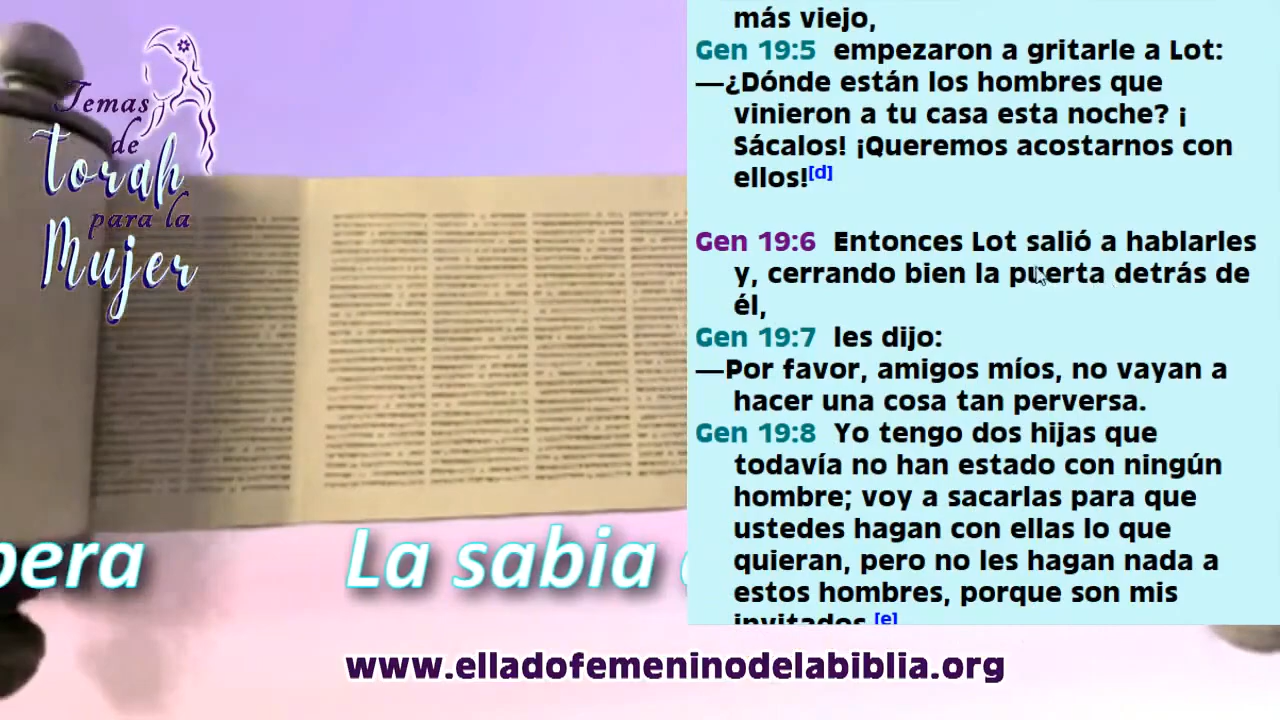 Temas
de
torah
para la
Mujer
más viejo,
Gen 19:5 empezaron a gritarle a Lot:
—¿Dónde están los hombres que
vinieron a tu casa esta noche? ¡
Sácalos! ¡Queremos acostarnos con
ellos![d]
Gen 19:6 Entonces Lot salió a hablarles
y, cerrando bien la puerta detrás de
él,
Gen 19:7 les dijo:
—Por favor, amigos míos, no vayan a
hacer una cosa tan perversa.
Gen 19:8 Yo tengo dos hijas que
todavía no han estado con ningún
hombre; voy a sacarlas para que
ustedes hagan con ellas lo que
quieran, pero no les hagan nada a
estos hombres, porque son mis
invitados.[e]
La sabia
www.elladofemeninodelabiblia.org